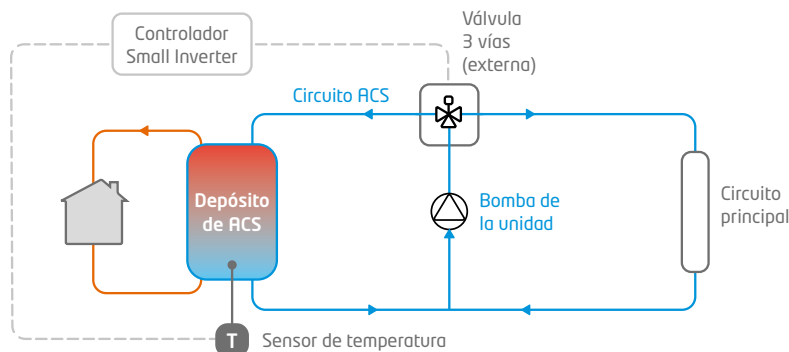 Controlador
Small Inverter
Válvula
3 vías
(externa)
Circuito ACS
Depósito
de ACS
Bomba de
la unidad
Circuito
principal
T
Sensor de temperatura